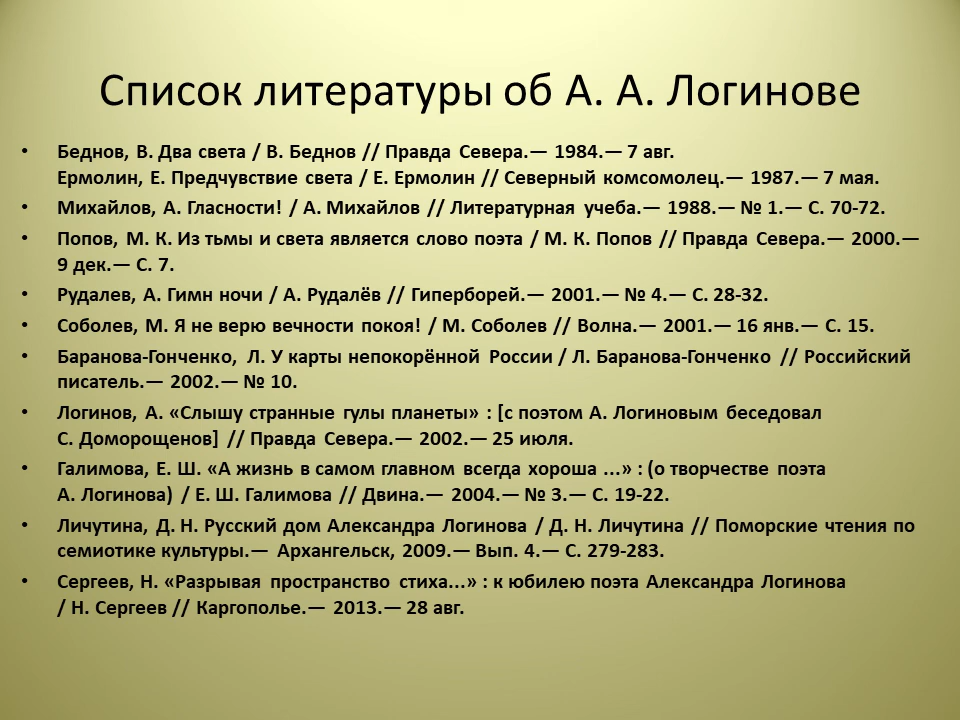 Список литературы об А. А. Логинове
• Беднов, В. Два света / В. Беднов // Правда Севера.— 1984.— 7 авг.
Ермолин, Е. Предчувствие света / Е. Ермолин // Северный комсомолец.— 1987.— 7 мая.
• Михайлов, А. Гласности! / А. Михайлов // Литературная учеба.— 1988.— № 1.— С. 70-72.
• Попов, М. К. Из тьмы и света является слово поэта / М. К. Попов // Правда Севера.— 2000.—
9 дек.— С. 7.
• Рудалев, А. Гимн ночи / А. Рудалёв // Гиперборей.— 2001.— № 4.— С. 28-32.
• Соболев, М. Я не верю вечности покоя! / М. Соболев // Волна.— 2001.— 16 янв.— С. 15.
• Баранова-Гонченко, Л. У карты непокорённой России / Л. Баранова-Гонченко // Российский
писатель.— 2002.— № 10.
• Логинов, А. «Слышу странные гулы планеты» : [с поэтом А. Логиновым беседовал
С. Доморощенов] // Правда Севера.— 2002.— 25 июля.
• Галимова, Е. Ш. «А жизнь в самом главном всегда хороша ...» : (о творчестве поэта
А. Логинова) / Е. Ш. Галимова // Двина.— 2004.— № 3.— С. 19-22.
• Личутина, Д. Н. Русский дом Александра Логинова / Д. Н. Личутина // Поморские чтения по
семиотике культуры.— Архангельск, 2009.— Вып. 4.— С. 279-283.
• Сергеев, Н. «Разрывая пространство стиха...» : к юбилею поэта Александра Логинова
/ Н. Сергеев // Каргополье.— 2013.— 28 авг.